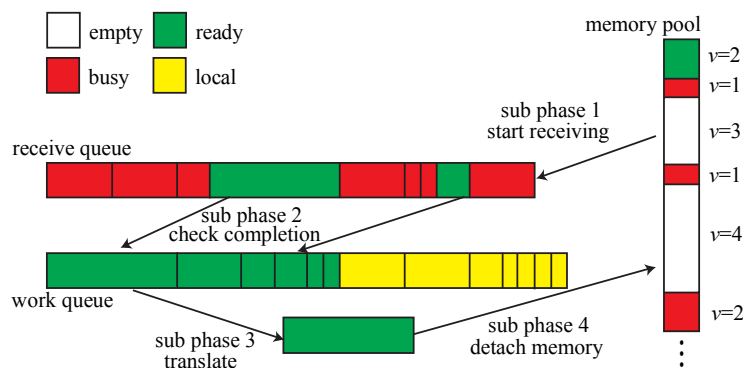 empty
ready
busy
local
memory pool
v=2
v=1
v=3
v=1
v=4
v=2
sub phase 1
start receiving
receive queue
sub phase 2
check completion
work queue
sub phase 3
translate
sub phase 4
detach memory